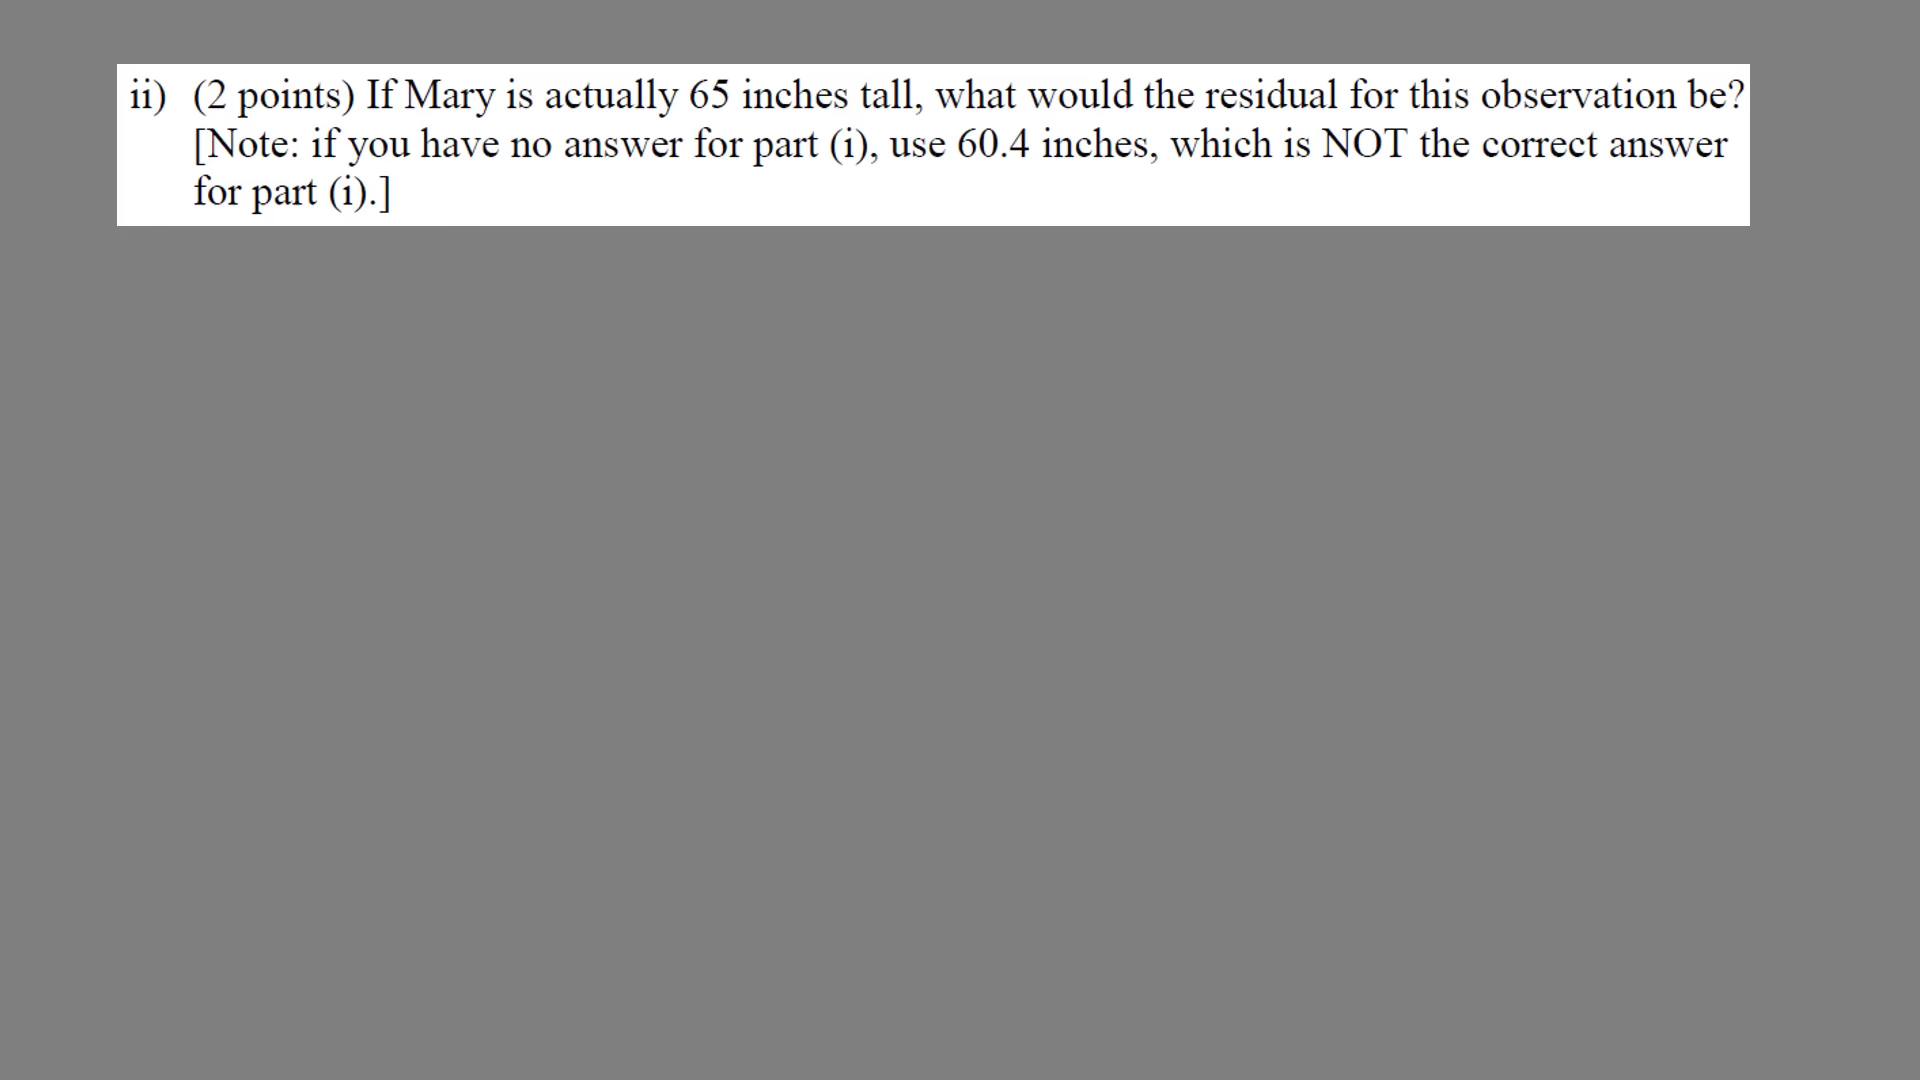 ii) (2 points) If Mary is actually 65 inches tall, what would the residual for this observation be?
[Note: if you have no answer for part (i), use 60.4 inches, which is NOT the correct answer
for part (i).]